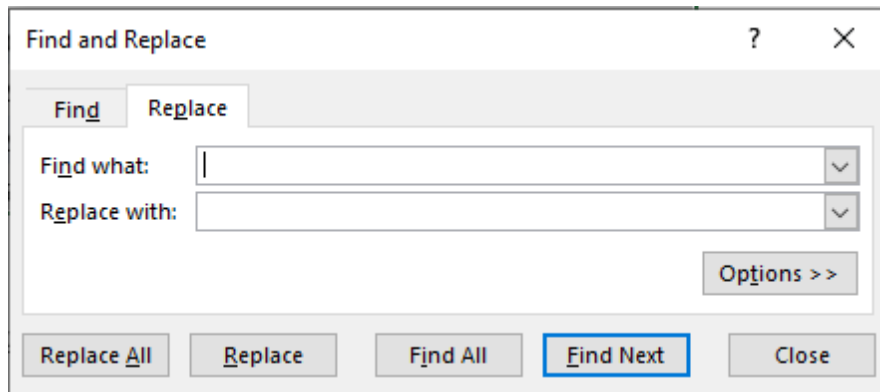 Find and Replace ?
Find Replace
Find what:
Replace with:
Options >>
Replace All Replace Find All Find Next Close